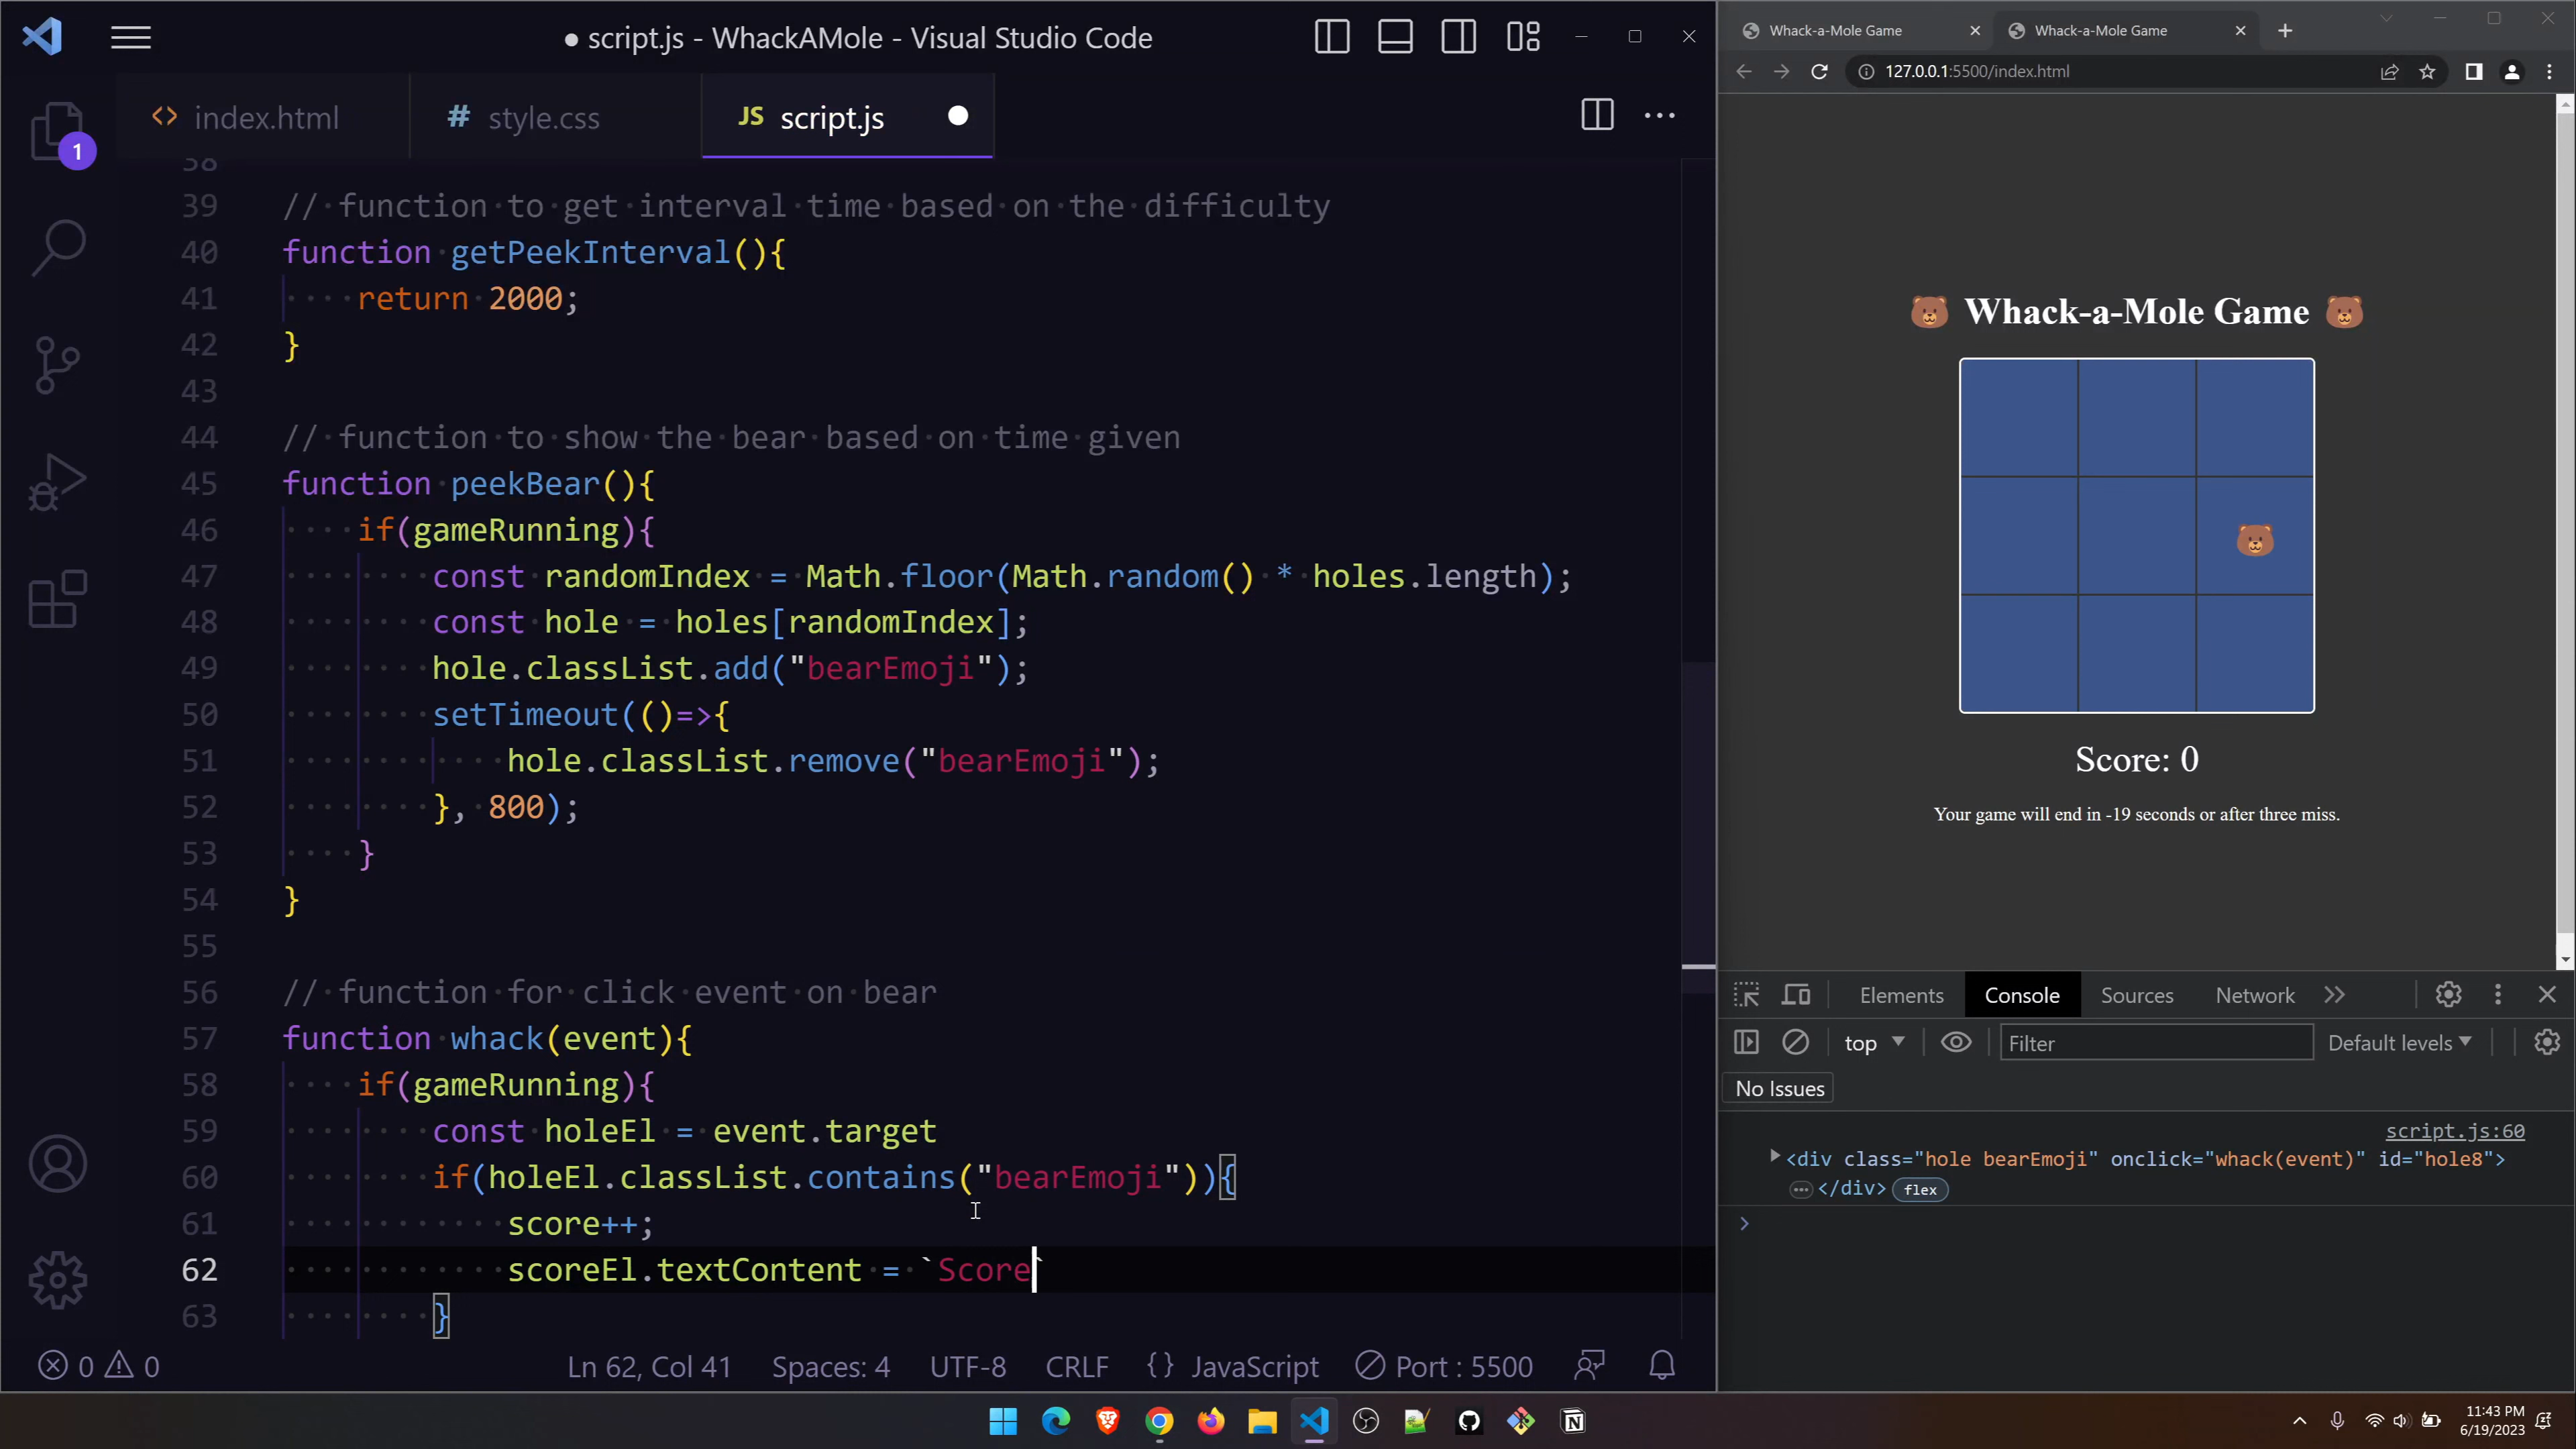 ● script.js - WhackAMole - Visual Studio Code
1
<> index.html
# style.css
JS script.js
38
39 // function to get interval time based on the difficulty
40 function getPeekInterval(){
41 return 2000;
42 }
43
44 // function to show the bear based on time given
45 function peekBear(){
46 if(gameRunning){
47 const randomIndex = Math.floor(Math.random() * holes.length);
48 const hole = holes[randomIndex];
49 hole.classList.add("bearEmoji");
50 setTimeout(()=>{
51 hole.classList.remove("bearEmoji");
52 }, 800);
53 }
54 }
55
56 // function for click event on bear
57 function whack(event){
58 if(gameRunning){
59 const holeEl = event.target
60 if(holeEl.classList.contains("bearEmoji")){
61 score++;
62 scoreEl.textContent = `Score`
63 }
0 0
Ln 62, Col 41
Spaces: 4
UTF-8
CRLF
{} JavaScript
Port : 5500
Whack-a-Mole Game
Whack-a-Mole Game
127.0.0.1:5500/index.html
🐻 Whack-a-Mole Game 🐻
🐻
Score: 0
Your game will end in -19 seconds or after three miss.
Elements
Console
Sources
Network
top
Filter
Default levels
No Issues
script.js:60
<div class="hole bearEmoji" onclick="whack(event)" id="hole8">
… </div> flex
11:43 PM
6/19/2023